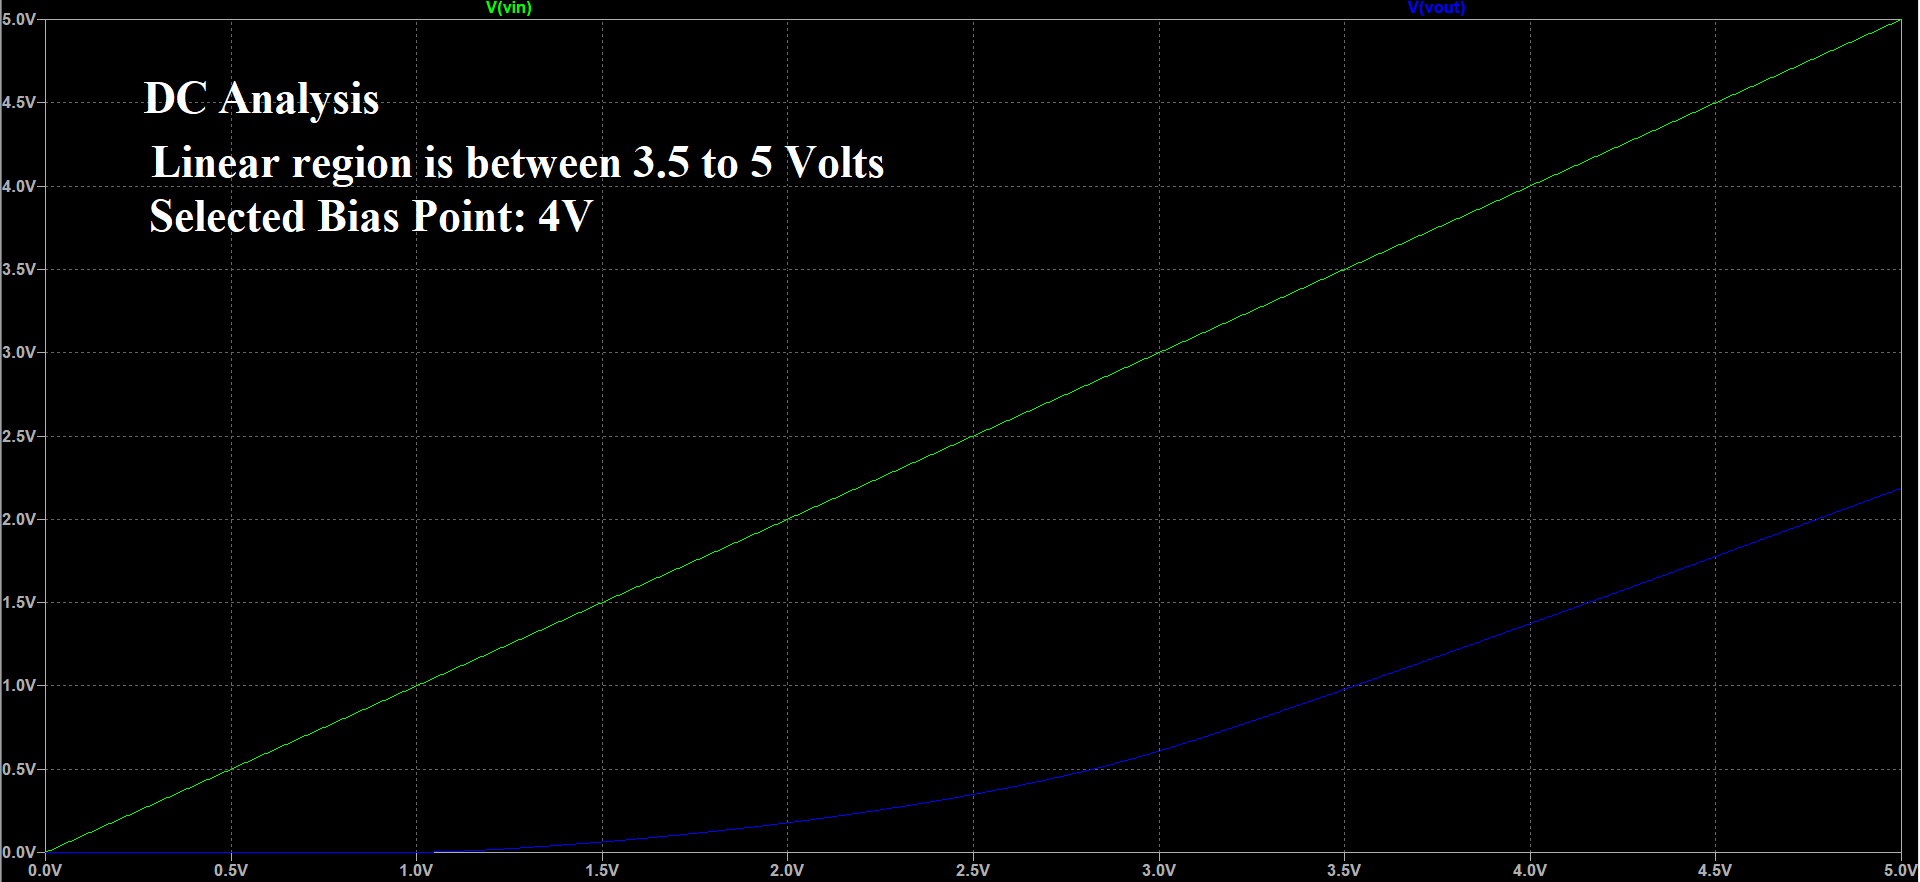 V(vin) V(vout)
5.0V
DC Analysis
4.5V
Linear region is between 3.5 to 5 Volts
4.0V
Selected Bias Point: 4V
3.5V
3.0V
2.5V
2.0V
1.5V
1.0V
0.5V
0.0V
0.0V 0.5V 1.0V 1.5V 2.0V 2.5V 3.0V 3.5V 4.0V 4.5V 5.0V